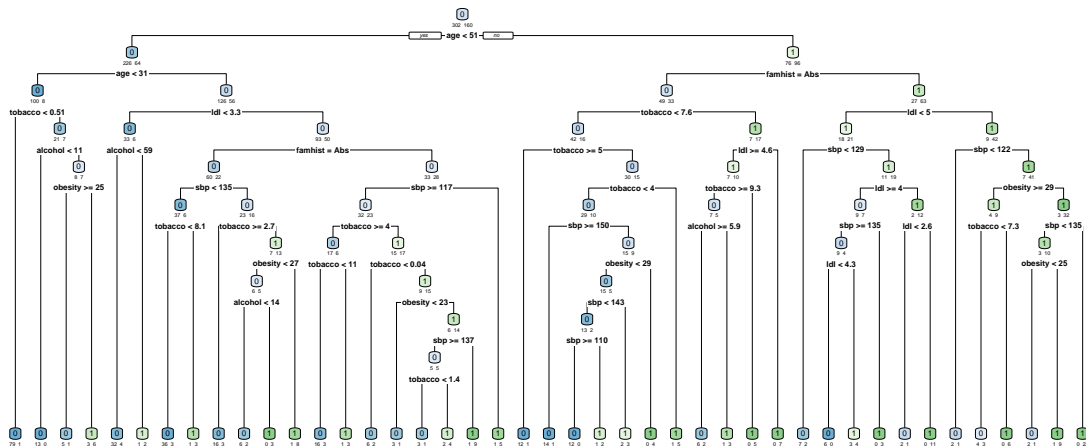 0
302 160
yes age < 51 no
0 1
226 64 76 96
age < 31 famhist = Abs
0 0 0 1
100 8 126 56 49 33 27 63
tobacco < 0.51 ldl < 3.3 tobacco < 7.6 ldl < 5
0 0 0 0 1 1 1
21 7 33 6 93 50 42 16 7 17 18 21 9 42
alcohol < 11 alcohol < 59 famhist = Abs tobacco >= 5 ldl >= 4.6 sbp < 129 sbp < 122
0 0 0 0 1 1 1
8 7 60 22 33 28 30 15 7 10 11 19 7 41
obesity >= 25 sbp < 135 sbp >= 117 tobacco < 4 tobacco >= 9.3 ldl >= 4 obesity >= 29
0 0 0 0 0 0 1 1 1
37 6 23 16 32 23 29 10 7 5 9 7 2 12 4 9 3 32
tobacco < 8.1 tobacco >= 2.7 tobacco >= 4 sbp >= 150 alcohol >= 5.9 sbp >= 135 ldl < 2.6 tobacco < 7.3 sbp < 135
1 0 1 0 0 1
7 13 17 6 15 17 15 9 9 4 3 10
obesity < 27 tobacco < 11 tobacco < 0.04 obesity < 29 ldl < 4.3 obesity < 25
0 1 0
6 5 9 15 15 5
alcohol < 14 obesity < 23 sbp < 143
1 0
6 14 13 2
sbp >= 137 sbp >= 110
0
5 5
tobacco < 1.4
0 0 0 1 0 1 0 1 0 0 1 1 0 1 0 0 0 1 1 1 0 0 0 1 1 1 1 0 1 1 1 0 0 1 1 0 1 0 0 1 0 1 1
79 1 13 0 5 1 3 6 32 4 1 2 36 3 1 3 16 3 6 2 0 3 1 8 16 3 1 3 6 2 3 1 3 1 2 4 1 9 1 5 12 1 14 1 12 0 1 2 2 3 0 4 1 5 6 2 1 3 0 5 0 7 7 2 6 0 3 4 0 3 2 1 0 11 2 1 4 3 0 6 2 1 1 9 0 22